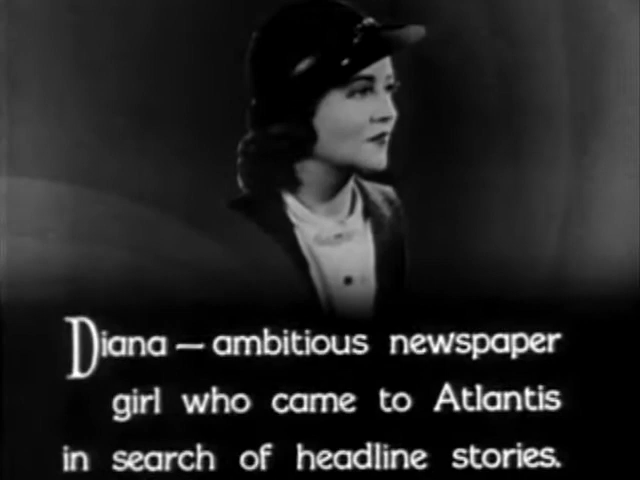 Diana — ambitious newspaper
girl who came to Atlantis
in search of headline stories.